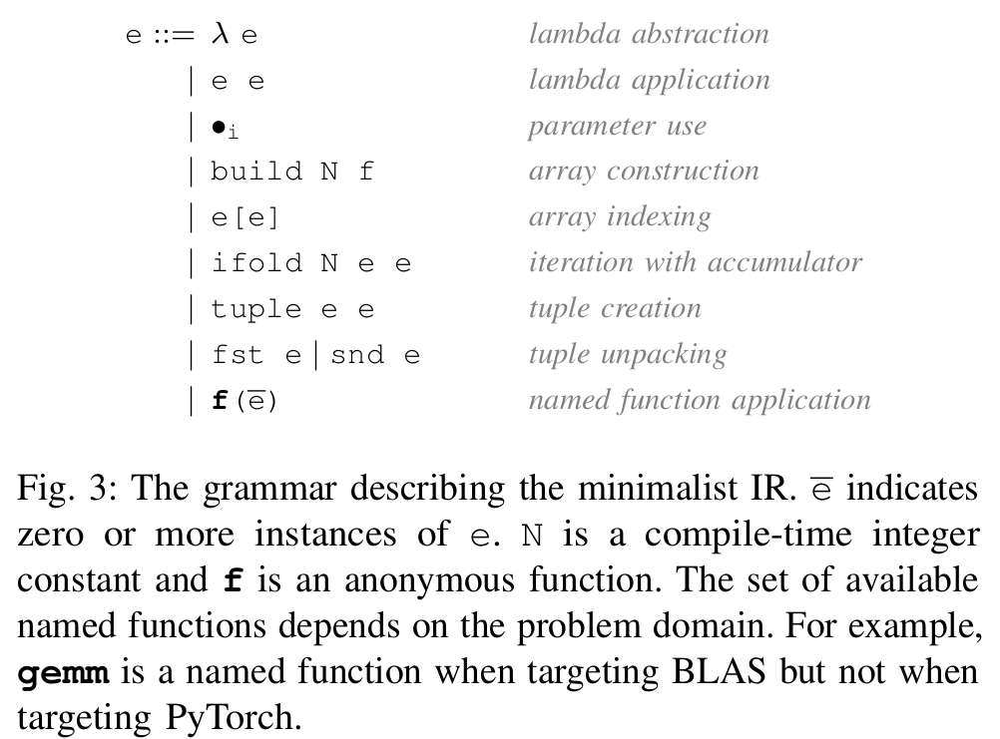 e ::= λ e lambda abstraction
| e e lambda application
| •i parameter use
| build N f array construction
| e[e] array indexing
| ifold N e e iteration with accumulator
| tuple e e tuple creation
| fst e | snd e tuple unpacking
| f(e̅) named function application
Fig. 3: The grammar describing the minimalist IR. e̅ indicates
zero or more instances of e. N is a compile-time integer
constant and f is an anonymous function. The set of available
named functions depends on the problem domain. For example,
gemm is a named function when targeting BLAS but not when
targeting PyTorch.